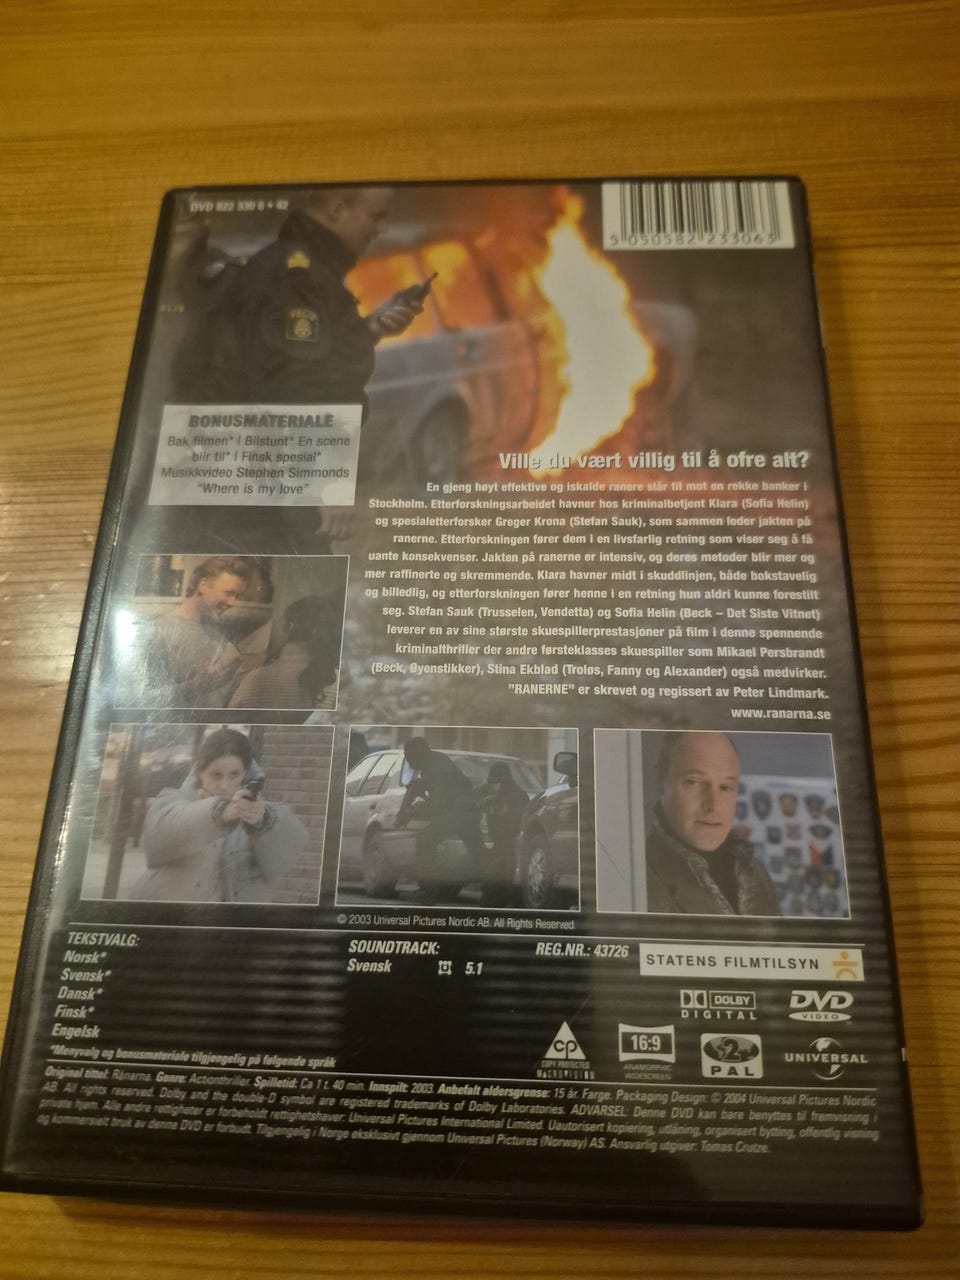 DVD 822 330 6 • 42
5 050582 233063
POLIS
BONUSMATERIALE
Bak filmen* | Bilstunt* En scene
blir til* | Finsk spesial*
Musikkvideo Stephen Simmonds
"Where is my love"
Ville du vært villig til å ofre alt?
En gjeng høyt effektive og iskalde ranere slår til mot en rekke banker i
Stockholm. Etterforskningsarbeidet havner hos kriminalbetjent Klara (Sofia Helin)
og spesialetterforsker Greger Krona (Stefan Sauk), som sammen leder jakten på
ranerne. Etterforskningen fører dem i en livsfarlig retning som viser seg å få
uante konsekvenser. Jakten på ranerne er intensiv, og deres metoder blir mer og
mer raffinerte og skremmende. Klara havner midt i skuddlinjen, både bokstavelig
og billedlig, og etterforskningen fører henne i en retning hun aldri kunne forestilt
seg. Stefan Sauk (Trusselen, Vendetta) og Sofia Helin (Beck – Det Siste Vitnet)
leverer en av sine største skuespillerprestasjoner på film i denne spennende
kriminalthriller der andre førsteklasses skuespiller som Mikael Persbrandt
(Beck, Øyenstikker), Stina Ekblad (Troløs, Fanny og Alexander) også medvirker.
"RANERNE" er skrevet og regissert av Peter Lindmark.
www.ranarna.se
© 2003 Universal Pictures Nordic AB. All Rights Reserved.
TEKSTVALG:
Norsk*
Svensk*
Dansk*
Finsk*
Engelsk
*Menyvalg og bonusmateriale tilgjengelig på følgende språk
SOUNDTRACK:
Svensk 5.1
REG.NR.: 43726
STATENS FILMTILSYN
DOLBY
DIGITAL
DVD
VIDEO
CP
COPY PROTECTED
MACROVISION
16:9
ANAMORPHIC
WIDESCREEN
2
PAL
UNIVERSAL
Original tittel: Rånarna. Genre: Actionthriller. Spilletid: Ca 1 t. 40 min. Innspilt: 2003. Anbefalt aldersgrense: 15 år. Farge. Packaging Design: © 2004 Universal Pictures Nordic
AB. All rights reserved. Dolby and the double-D symbol are registered trademarks of Dolby Laboratories. ADVARSEL: Denne DVD kan bare benyttes til fremvisning i
private hjem. Alle andre rettigheter er forbeholdt rettighetshaver: Universal Pictures International Limited. Uautorisert kopiering, utlåning, organisert bytting, offentlig visning
og kommersielt bruk av denne DVD er forbudt. Tilgjengelig i Norge eksklusivt gjennom Universal Pictures (Norway) AS. Ansvarlig utgiver: Tomas Crutze.